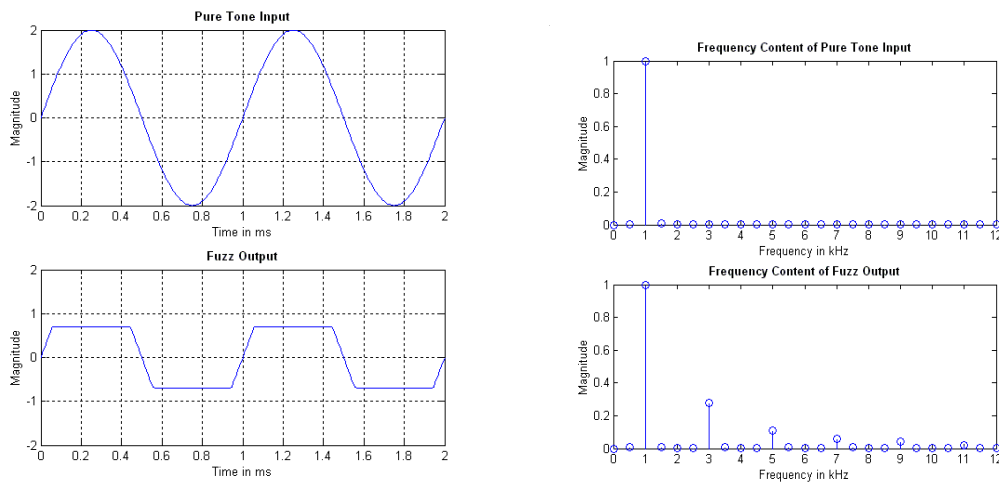 Pure Tone Input
Magnitude
2
1
0
-1
-2
0 0.2 0.4 0.6 0.8 1 1.2 1.4 1.6 1.8 2
Time in ms
Fuzz Output
Magnitude
2
1
0
-1
-2
0 0.2 0.4 0.6 0.8 1 1.2 1.4 1.6 1.8 2
Time in ms
Frequency Content of Pure Tone Input
Magnitude
1
0.8
0.6
0.4
0.2
0
0 1 2 3 4 5 6 7 8 9 10 11 12
Frequency in kHz
Frequency Content of Fuzz Output
Magnitude
1
0.8
0.6
0.4
0.2
0
0 1 2 3 4 5 6 7 8 9 10 11 12
Frequency in kHz